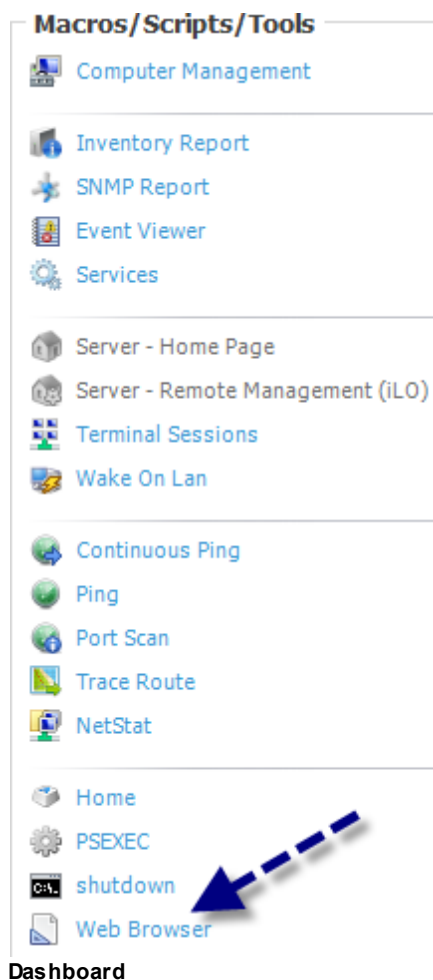 Macros/Scripts/Tools
Computer Management
Inventory Report
SNMP Report
Event Viewer
Services
Server - Home Page
Server - Remote Management (iLO)
Terminal Sessions
Wake On Lan
Continuous Ping
Ping
Port Scan
Trace Route
NetStat
Home
PSEXEC
C:\.
shutdown
Web Browser
Dashboard